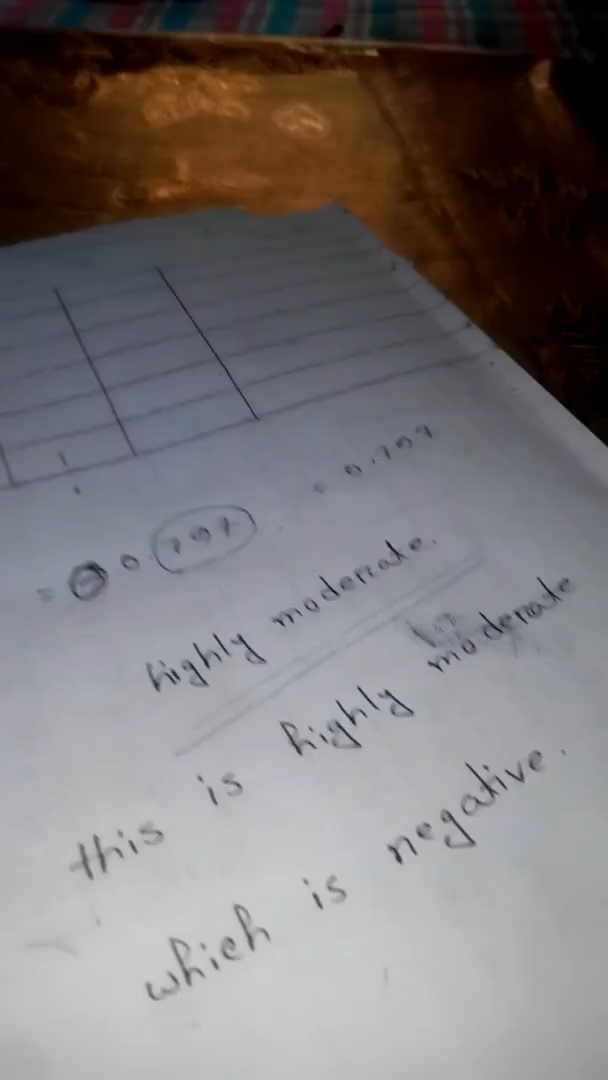 = 0.797 = 0.797
highly moderate.
this is highly moderate
which is negative.